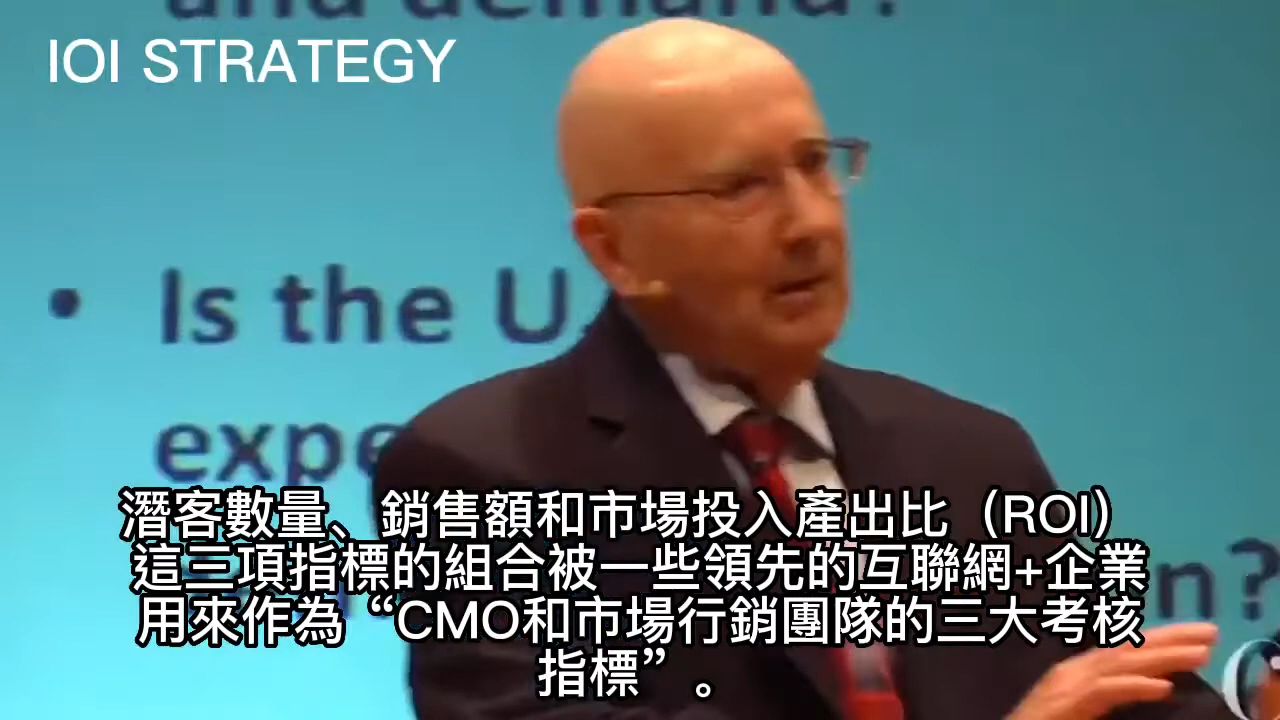 and demand?
IOI STRATEGY
• Is the U.
expe
潛客數量、銷售額和市場投入產出比（ROI）
這三項指標的組合被一些領先的互聯網+企業
用來作為“CMO和市場行銷團隊的三大考核
指標”。
n?